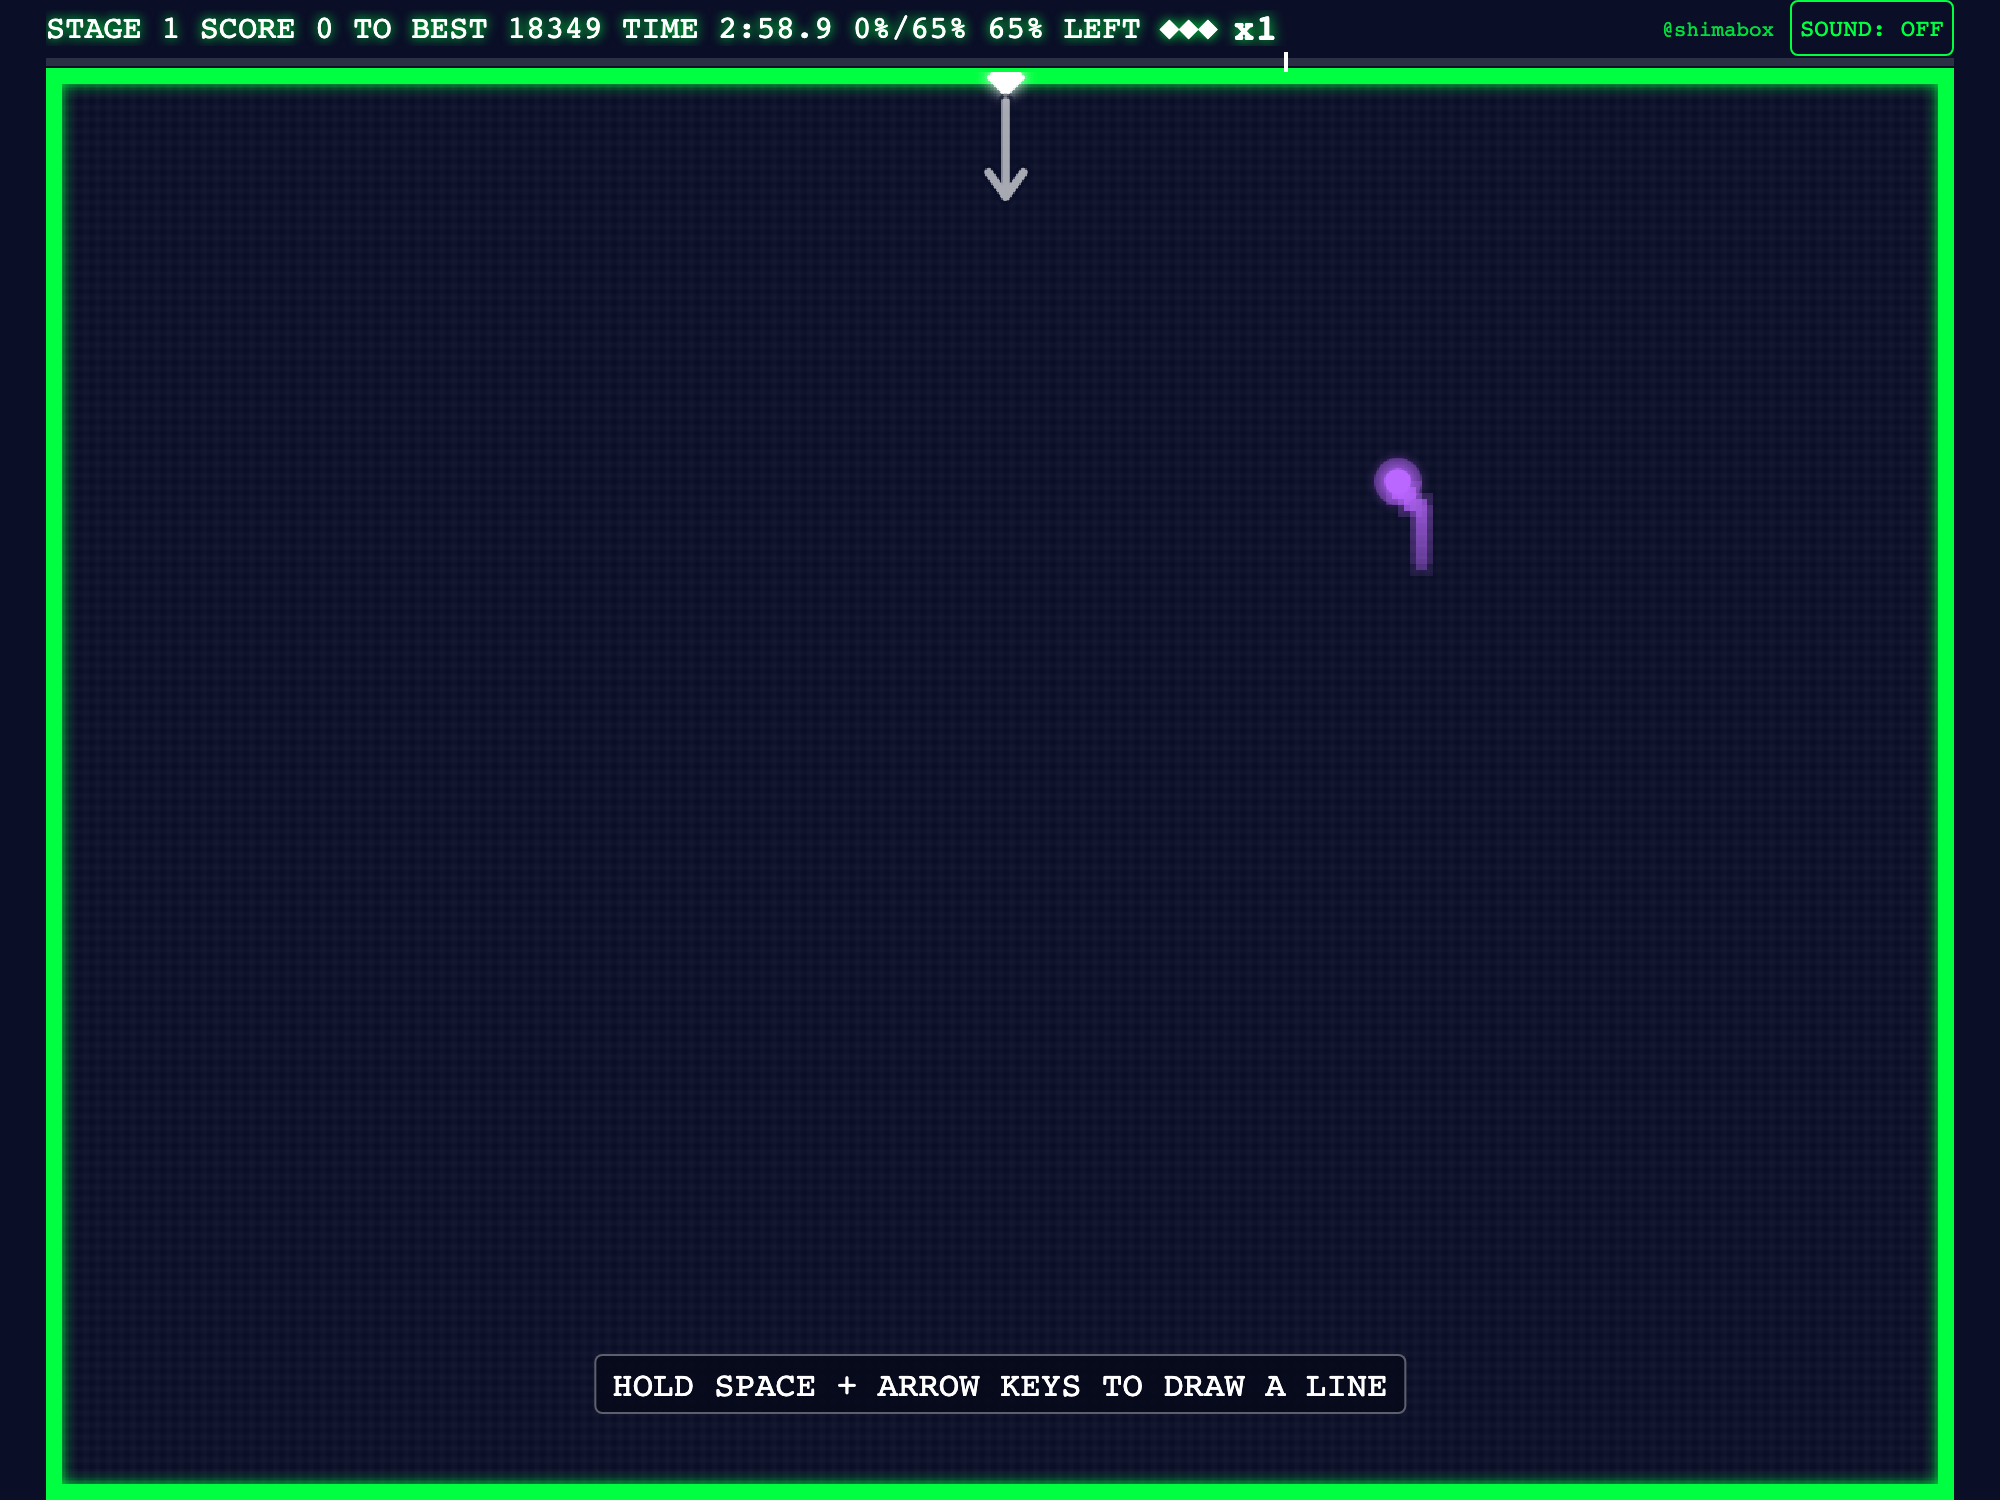 STAGE 1 SCORE 0 TO BEST 18349 TIME 2:58.9 0%/65% 65% LEFT ◆◆◆ x1 @shimabox SOUND: OFF
HOLD SPACE + ARROW KEYS TO DRAW A LINE